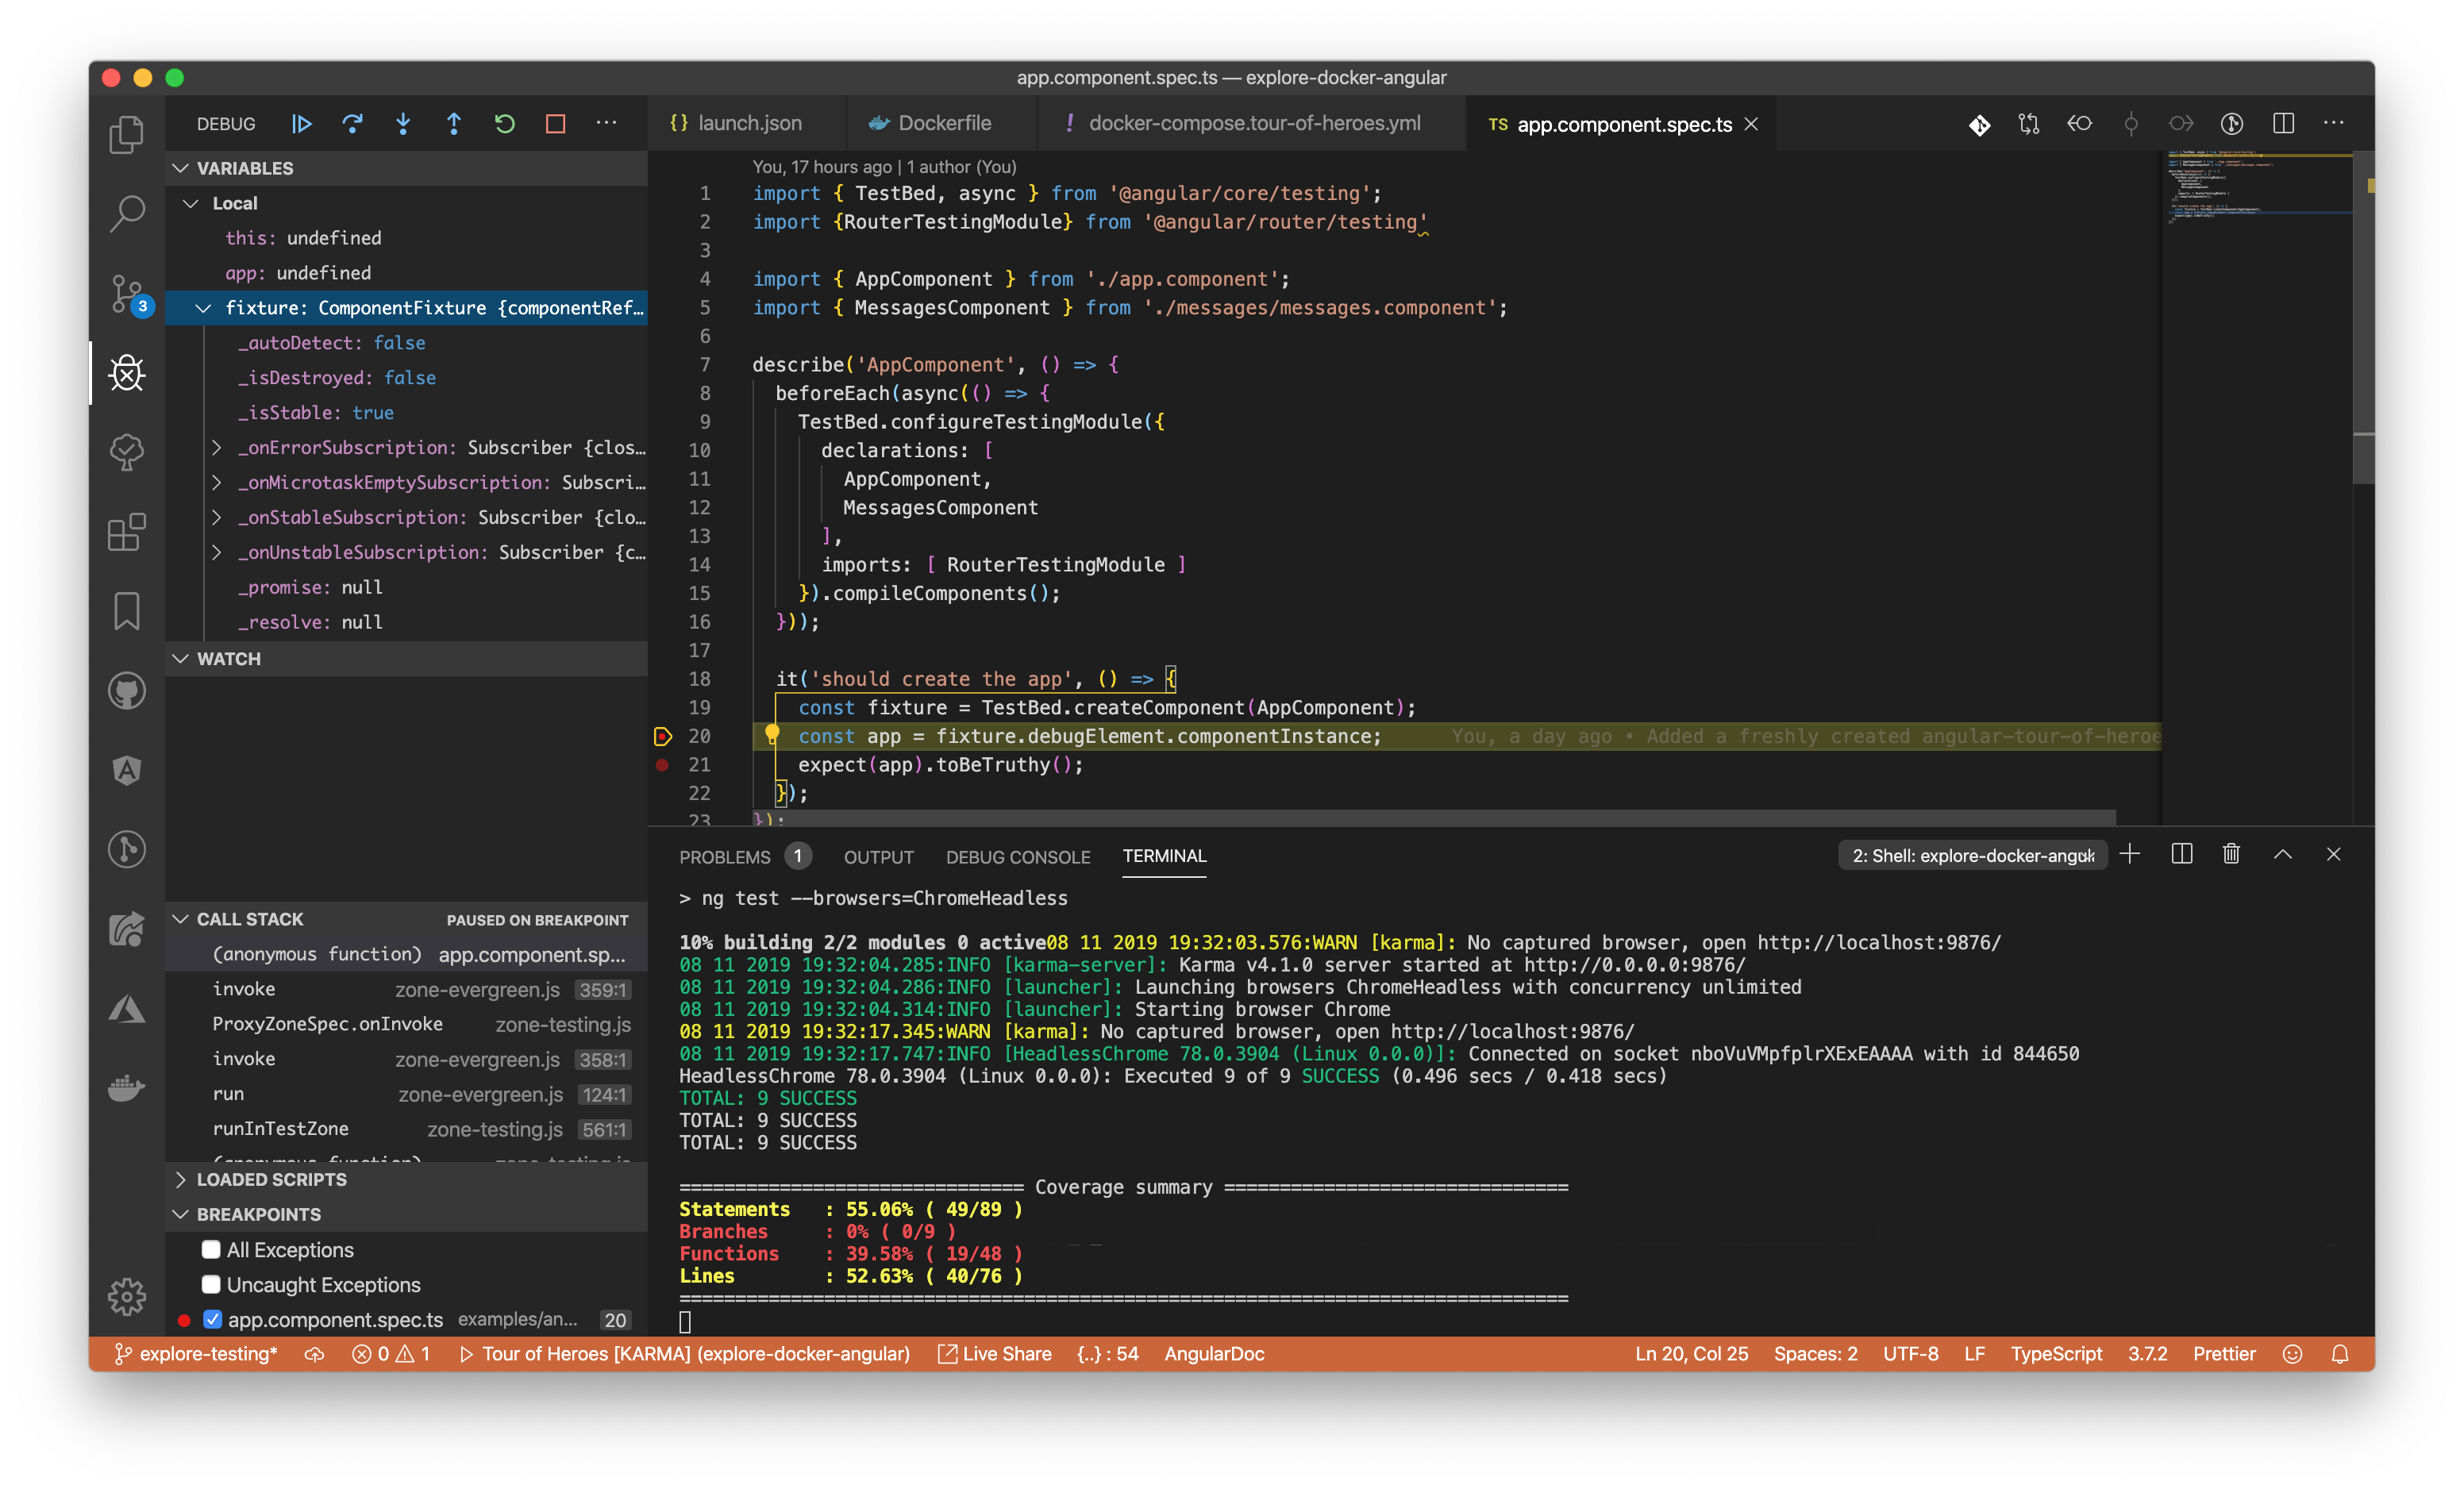 app.component.spec.ts — explore-docker-angular
DEBUG
{} launch.json
Dockerfile
! docker-compose.tour-of-heroes.yml
TS app.component.spec.ts
VARIABLES
Local
this: undefined
app: undefined
fixture: ComponentFixture {componentRef…
_autoDetect: false
_isDestroyed: false
_isStable: true
_onErrorSubscription: Subscriber {clos…
_onMicrotaskEmptySubscription: Subscri…
_onStableSubscription: Subscriber {clo…
_onUnstableSubscription: Subscriber {c…
_promise: null
_resolve: null
WATCH
CALL STACK PAUSED ON BREAKPOINT
(anonymous function) app.component.sp...
invoke zone-evergreen.js 359:1
ProxyZoneSpec.onInvoke zone-testing.js
invoke zone-evergreen.js 358:1
run zone-evergreen.js 124:1
runInTestZone zone-testing.js 561:1
(anonymous function) zone-testing.js
LOADED SCRIPTS
BREAKPOINTS
All Exceptions
Uncaught Exceptions
app.component.spec.ts examples/an... 20
3
You, 17 hours ago | 1 author (You)
1 import { TestBed, async } from '@angular/core/testing';
2 import {RouterTestingModule} from '@angular/router/testing'
3
4 import { AppComponent } from './app.component';
5 import { MessagesComponent } from './messages/messages.component';
6
7 describe('AppComponent', () => {
8 beforeEach(async(() => {
9 TestBed.configureTestingModule({
10 declarations: [
11 AppComponent,
12 MessagesComponent
13 ],
14 imports: [ RouterTestingModule ]
15 }).compileComponents();
16 }));
17
18 it('should create the app', () => {
19 const fixture = TestBed.createComponent(AppComponent);
20 const app = fixture.debugElement.componentInstance; You, a day ago • Added a freshly created angular-tour-of-heroe
21 expect(app).toBeTruthy();
22 });
23 });
PROBLEMS 1 OUTPUT DEBUG CONSOLE TERMINAL
2: Shell: explore-docker-angul
> ng test --browsers=ChromeHeadless
10% building 2/2 modules 0 active08 11 2019 19:32:03.576:WARN [karma]: No captured browser, open http://localhost:9876/
08 11 2019 19:32:04.285:INFO [karma-server]: Karma v4.1.0 server started at http://0.0.0.0:9876/
08 11 2019 19:32:04.286:INFO [launcher]: Launching browsers ChromeHeadless with concurrency unlimited
08 11 2019 19:32:04.314:INFO [launcher]: Starting browser Chrome
08 11 2019 19:32:17.345:WARN [karma]: No captured browser, open http://localhost:9876/
08 11 2019 19:32:17.747:INFO [HeadlessChrome 78.0.3904 (Linux 0.0.0)]: Connected on socket nboVuVMpfplrXExEAAAA with id 844650
HeadlessChrome 78.0.3904 (Linux 0.0.0): Executed 9 of 9 SUCCESS (0.496 secs / 0.418 secs)
TOTAL: 9 SUCCESS
TOTAL: 9 SUCCESS
TOTAL: 9 SUCCESS
=============================== Coverage summary ===============================
Statements : 55.06% ( 49/89 )
Branches : 0% ( 0/9 )
Functions : 39.58% ( 19/48 )
Lines : 52.63% ( 40/76 )
================================================================================
explore-testing* 0 1 Tour of Heroes [KARMA] (explore-docker-angular) Live Share {..} : 54 AngularDoc Ln 20, Col 25 Spaces: 2 UTF-8 LF TypeScript 3.7.2 Prettier